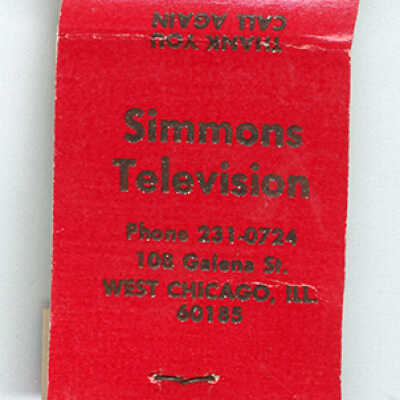 THANK YOU
CALL AGAIN
Simmons
Television
Phone 231-0724
108 Galena St.
WEST CHICAGO, ILL.
60185